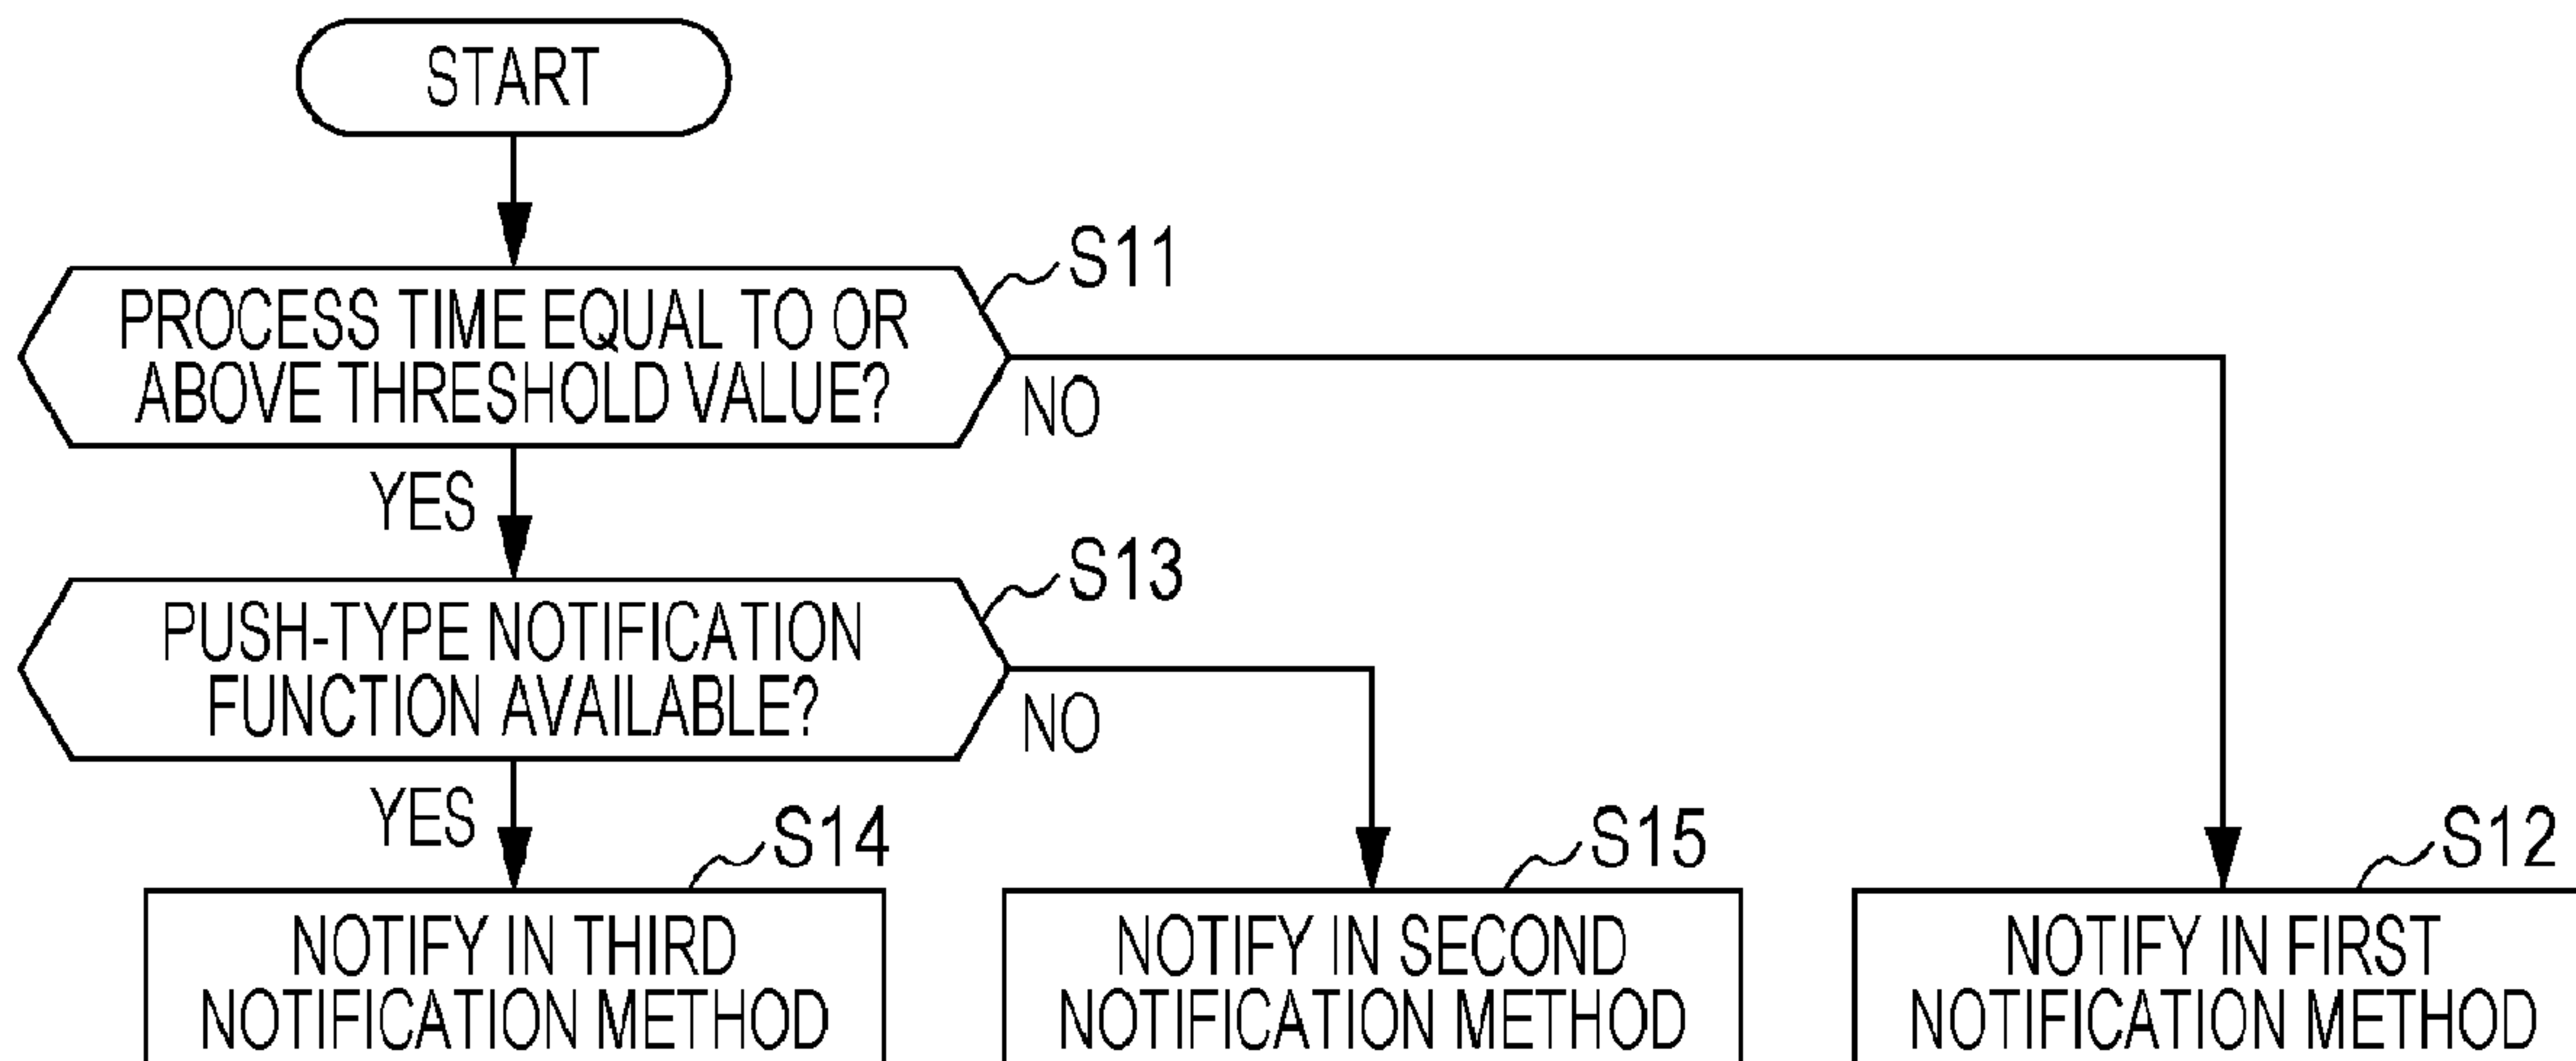 START
S11
PROCESS TIME EQUAL TO OR
ABOVE THRESHOLD VALUE?
NO
YES
S13
PUSH-TYPE NOTIFICATION
FUNCTION AVAILABLE?
NO
YES
S14
NOTIFY IN THIRD
NOTIFICATION METHOD
S15
NOTIFY IN SECOND
NOTIFICATION METHOD
S12
NOTIFY IN FIRST
NOTIFICATION METHOD